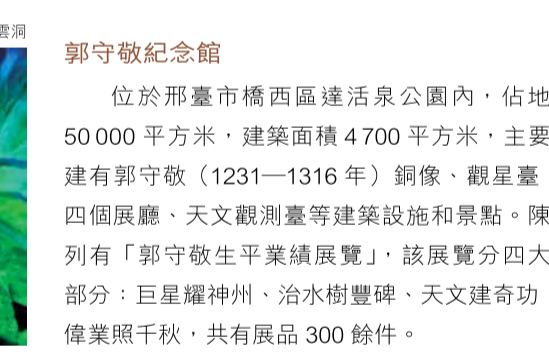 雲洞
郭守敬紀念館
位於邢臺市橋西區達活泉公園內，佔地
50 000 平方米，建築面積 4 700 平方米，主要
建有郭守敬（1231—1316 年）銅像、觀星臺
四個展廳、天文觀測臺等建築設施和景點。陳
列有「郭守敬生平業績展覽」，該展覽分四大
部分：巨星耀神州、治水樹豐碑、天文建奇功
偉業照千秋，共有展品 300 餘件。